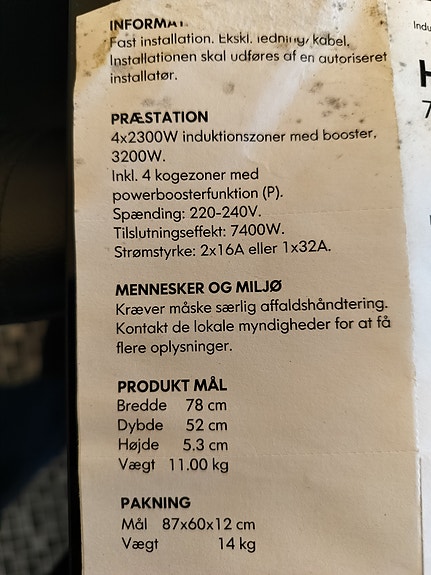 INFORMA
Fast installation. Ekskl. ledning/kabel.
Installationen skal udføres af en autoriseret
installatør.
PRÆSTATION
4x2300W induktionszoner med booster,
3200W.
Inkl. 4 kogezoner med
powerboosterfunktion (P).
Spænding: 220-240V.
Tilslutningseffekt: 7400W.
Strømstyrke: 2x16A eller 1x32A.
MENNESKER OG MILJØ
Kræver måske særlig affaldshåndtering.
Kontakt de lokale myndigheder for at få
flere oplysninger.
PRODUKT MÅL
Bredde 78 cm
Dybde 52 cm
Højde 5.3 cm
Vægt 11.00 kg
PAKNING
Mål 87x60x12 cm
Vægt 14 kg
Indu